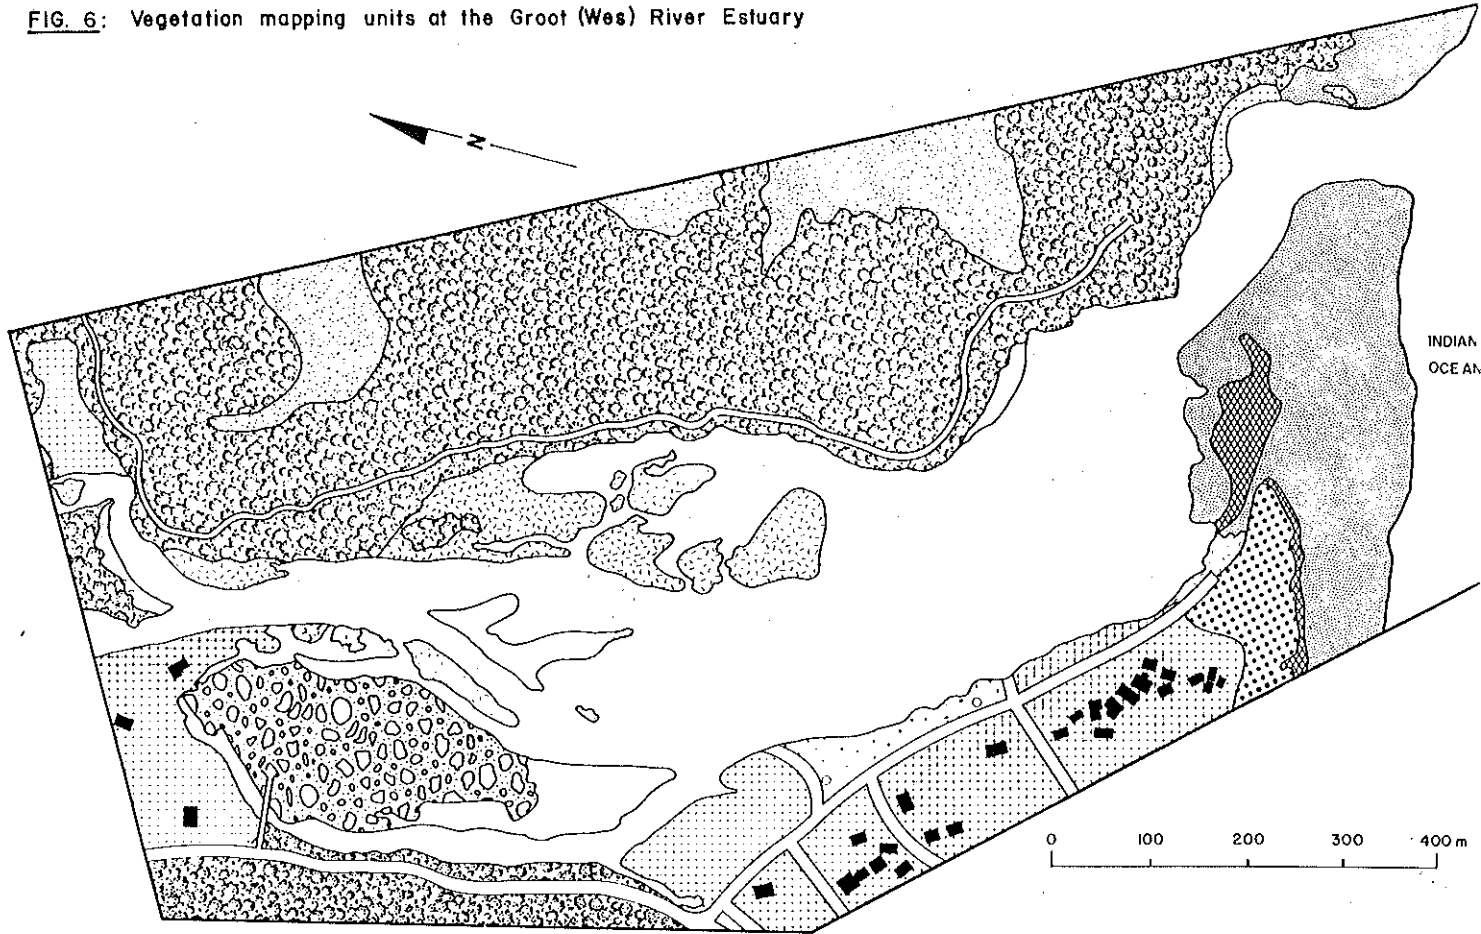 FIG. 6: Vegetation mapping units at the Groot (Wes) River Estuary
N
INDIAN
OCEAN
0 100 200 300 400 m